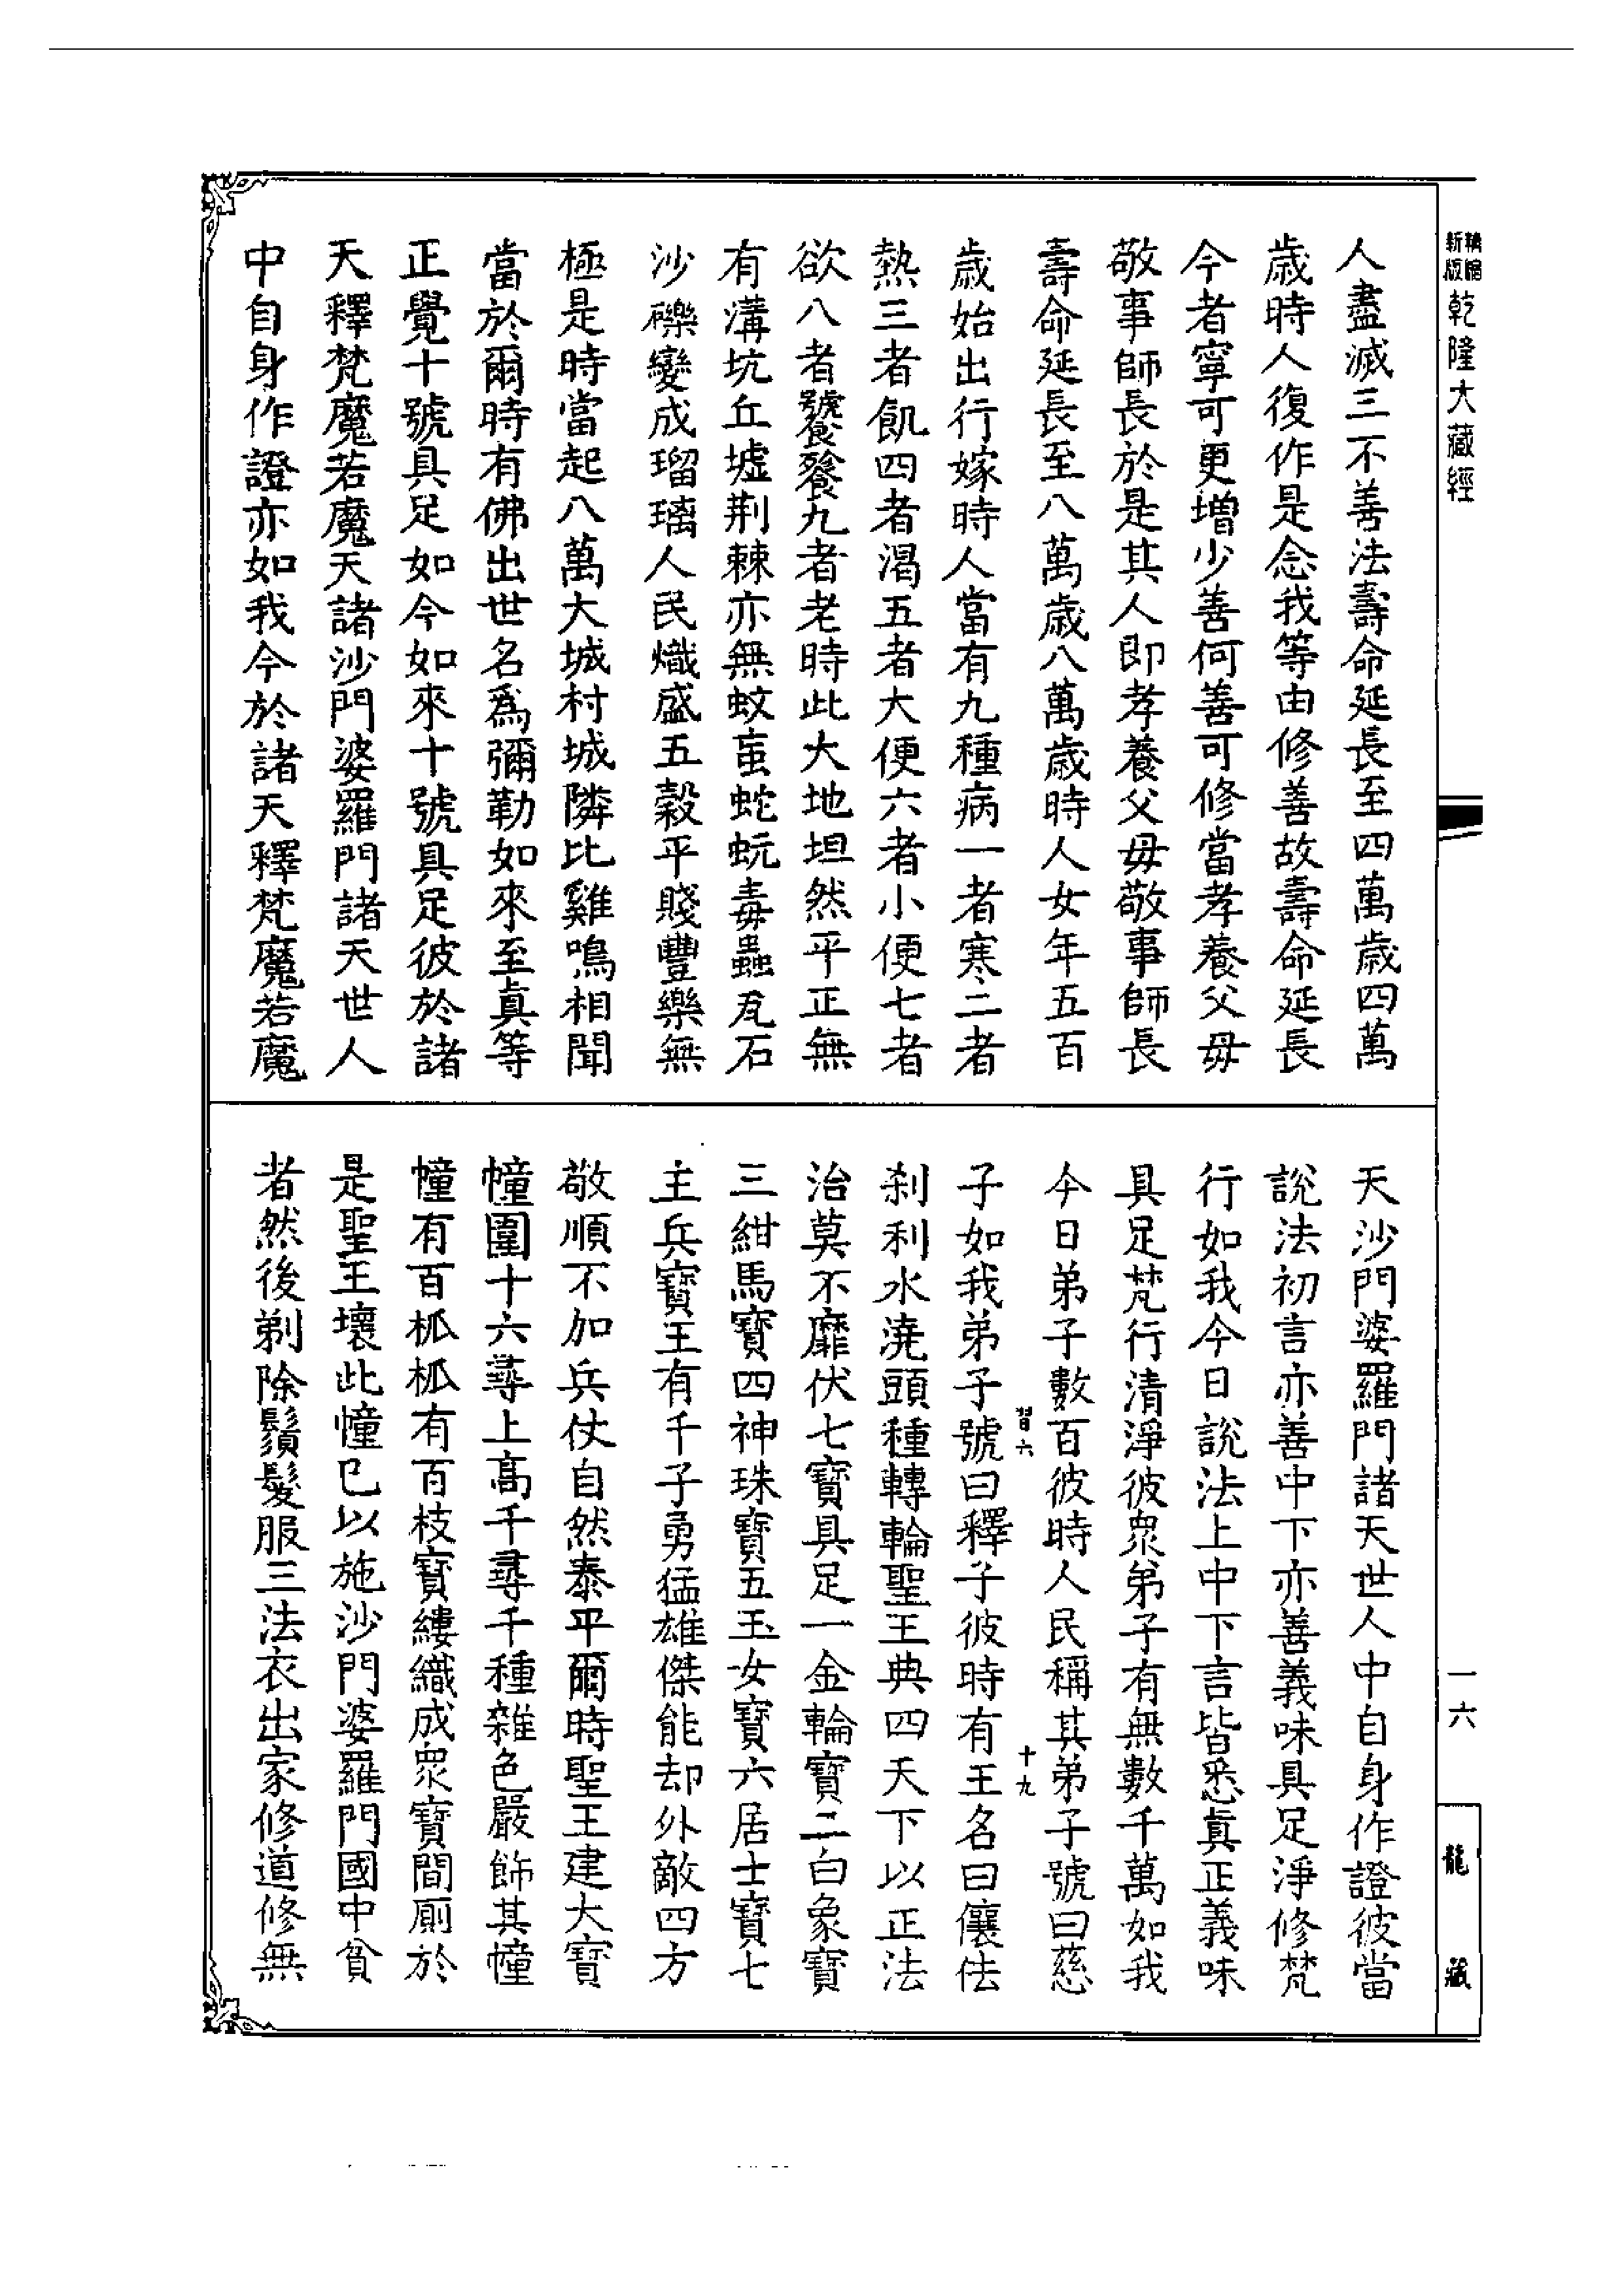 新版
乾隆大藏經
人盡滅三不善法壽命延長至四萬歲四萬
歲時人復作是念我等由修善故壽命延長
今者寧可更增少善何善可修當孝養父母
敬事師長於是其人即孝養父母敬事師長
壽命延長至八萬歲八萬歲時人女年五百
歲始出行嫁時人當有九種病一者寒二者
熱三者飢四者渴五者大便六者小便七者
欲八者饕餮九者老時此大地坦然平正無
有溝坑丘墟荆棘亦無蚊䖟蛇蚖毒蟲瓦石
沙礫變成瑠璃人民熾盛五穀平賤豐樂無
極是時當起八萬大城村城隣比雞鳴相聞
當於爾時有佛出世名爲彌勒如來至真等
正覺十號具足如今如來十號具足彼於諸
天釋梵魔若魔天諸沙門婆羅門諸天世人
中自身作證亦如我今於諸天釋梵魔若魔
天沙門婆羅門諸天世人中自身作證彼當
說法初言亦善中下亦善義味具足淨修梵
行如我今日說法上中下言皆悉真正義味
具足梵行清淨彼衆弟子有無數千萬如我
今日弟子數百彼時人民稱其弟子號曰慈
習六
十九
子如我弟子號曰釋子彼時有王名曰儴佉
刹利水澆頭種轉輪聖王典四天下以正法
治莫不靡伏七寶具足一金輪寶二白象寶
三紺馬寶四神珠寶五玉女寶六居士寶七
主兵寶王有千子勇猛雄傑能却外敵四方
敬順不加兵仗自然泰平爾時聖王建大寶
幢圍十六尋上高千尋千種雜色嚴飾其幢
幢有百柧柧有百枝寶縷織成衆寶間廁於
是聖王壞此幢已以施沙門婆羅門國中貧
者然後剃除鬚髮服三法衣出家修道修無
一六
龍藏